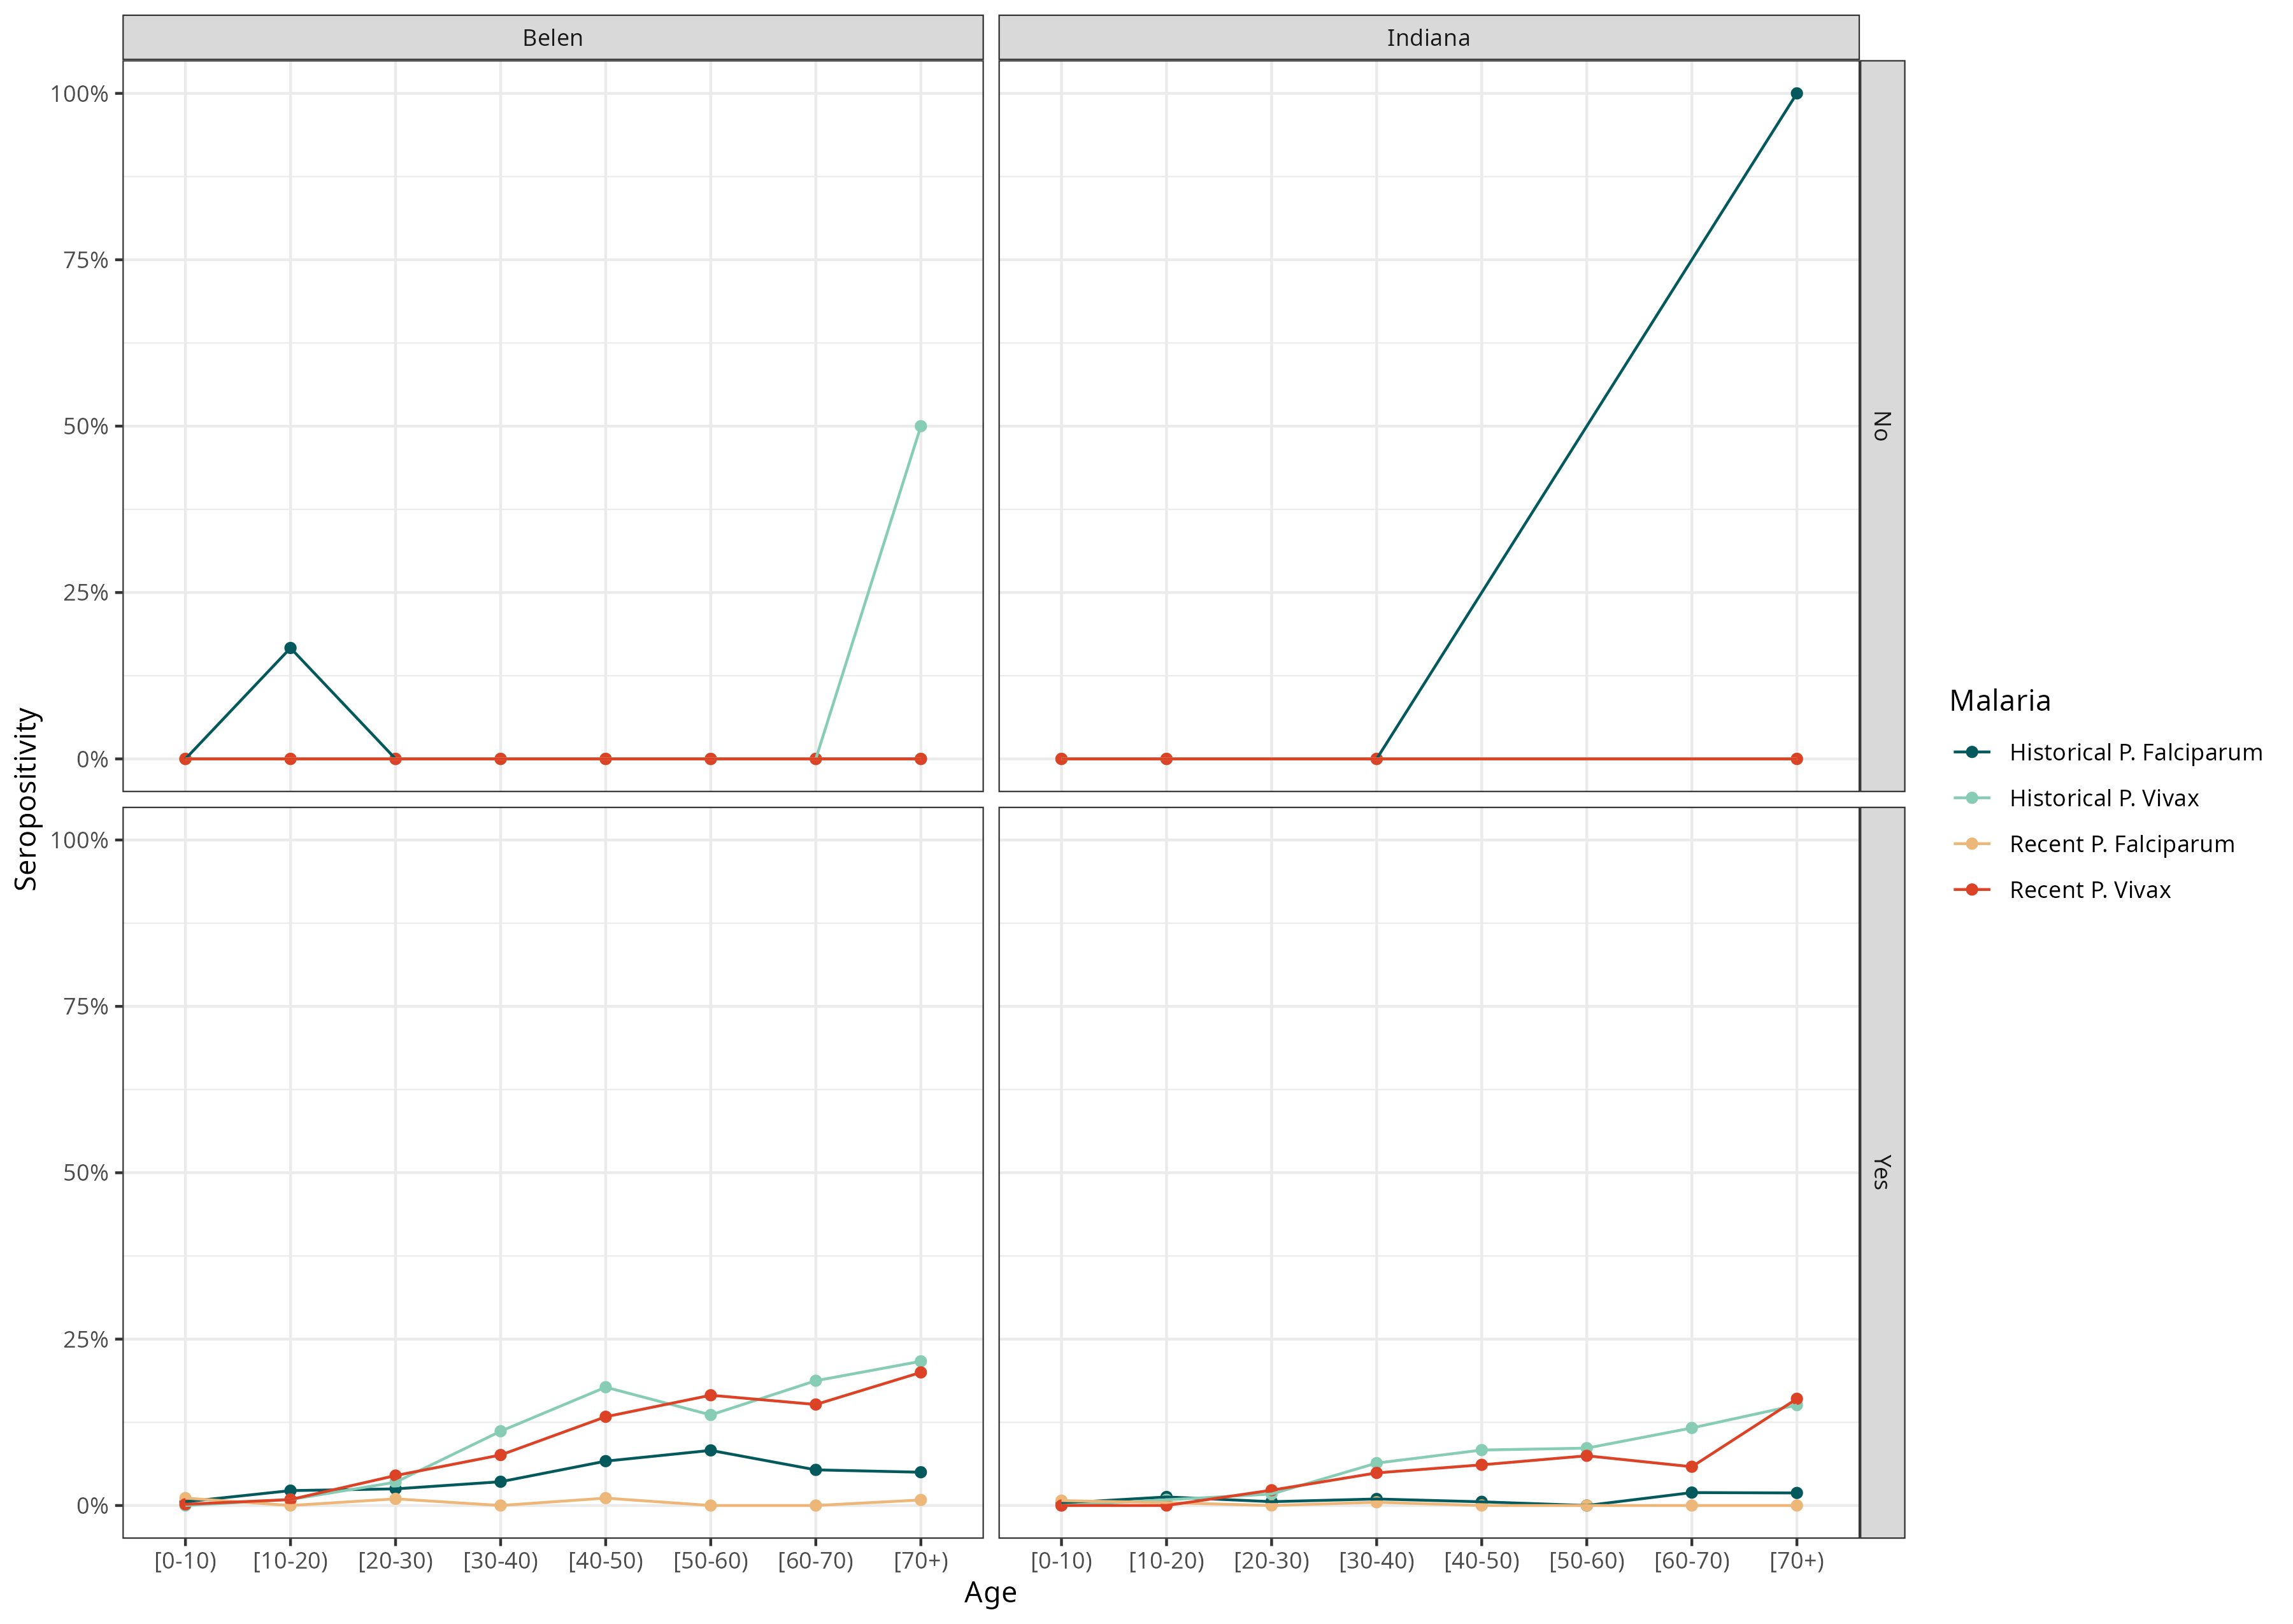 Belen
Indiana
100%
75%
50%
25%
0%
No
100%
75%
50%
25%
0%
Yes
[0-10) [10-20) [20-30) [30-40) [40-50) [50-60) [60-70) [70+)
[0-10) [10-20) [20-30) [30-40) [40-50) [50-60) [60-70) [70+)
Age
Seropositivity
Malaria
Historical P. Falciparum
Historical P. Vivax
Recent P. Falciparum
Recent P. Vivax